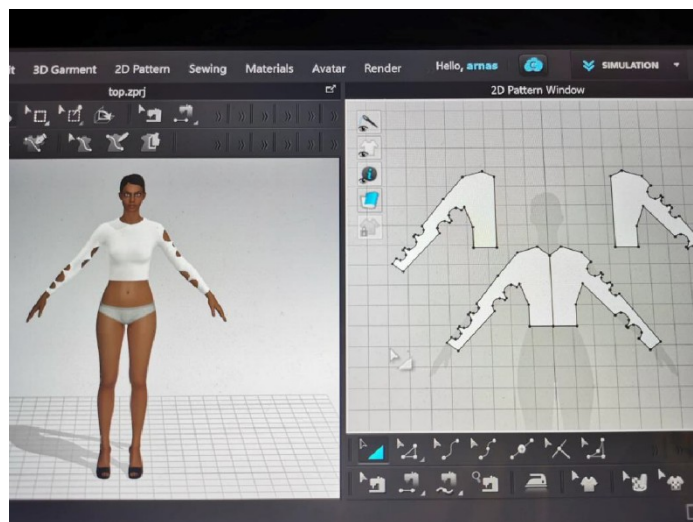 3D Garment 2D Pattern Sewing Materials Avatar Render Hello, arnas SIMULATION
top.zprj
2D Pattern Window